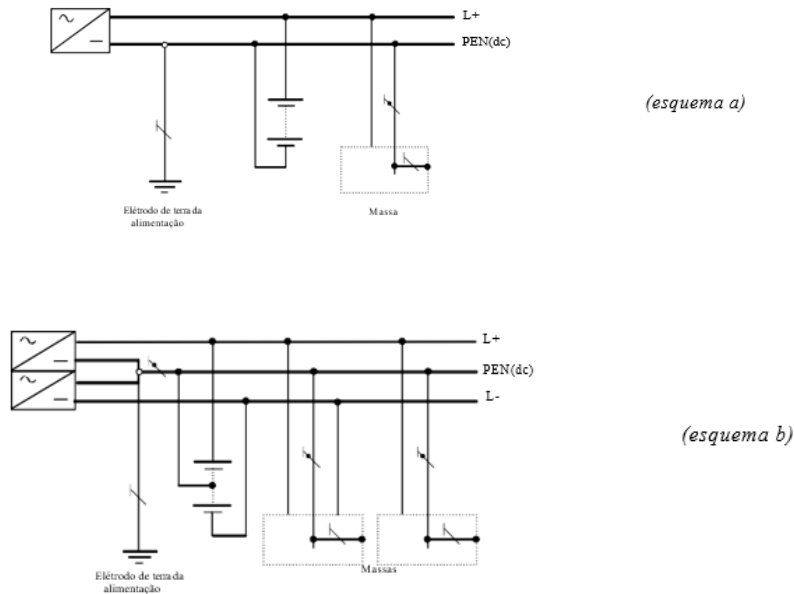 L+
PEN(dc)
(esquema a)
Elétrodo de terra da
alimentação
Massa
L+
PEN(dc)
L-
(esquema b)
Massas
Elétrodo de terra da
alimentação